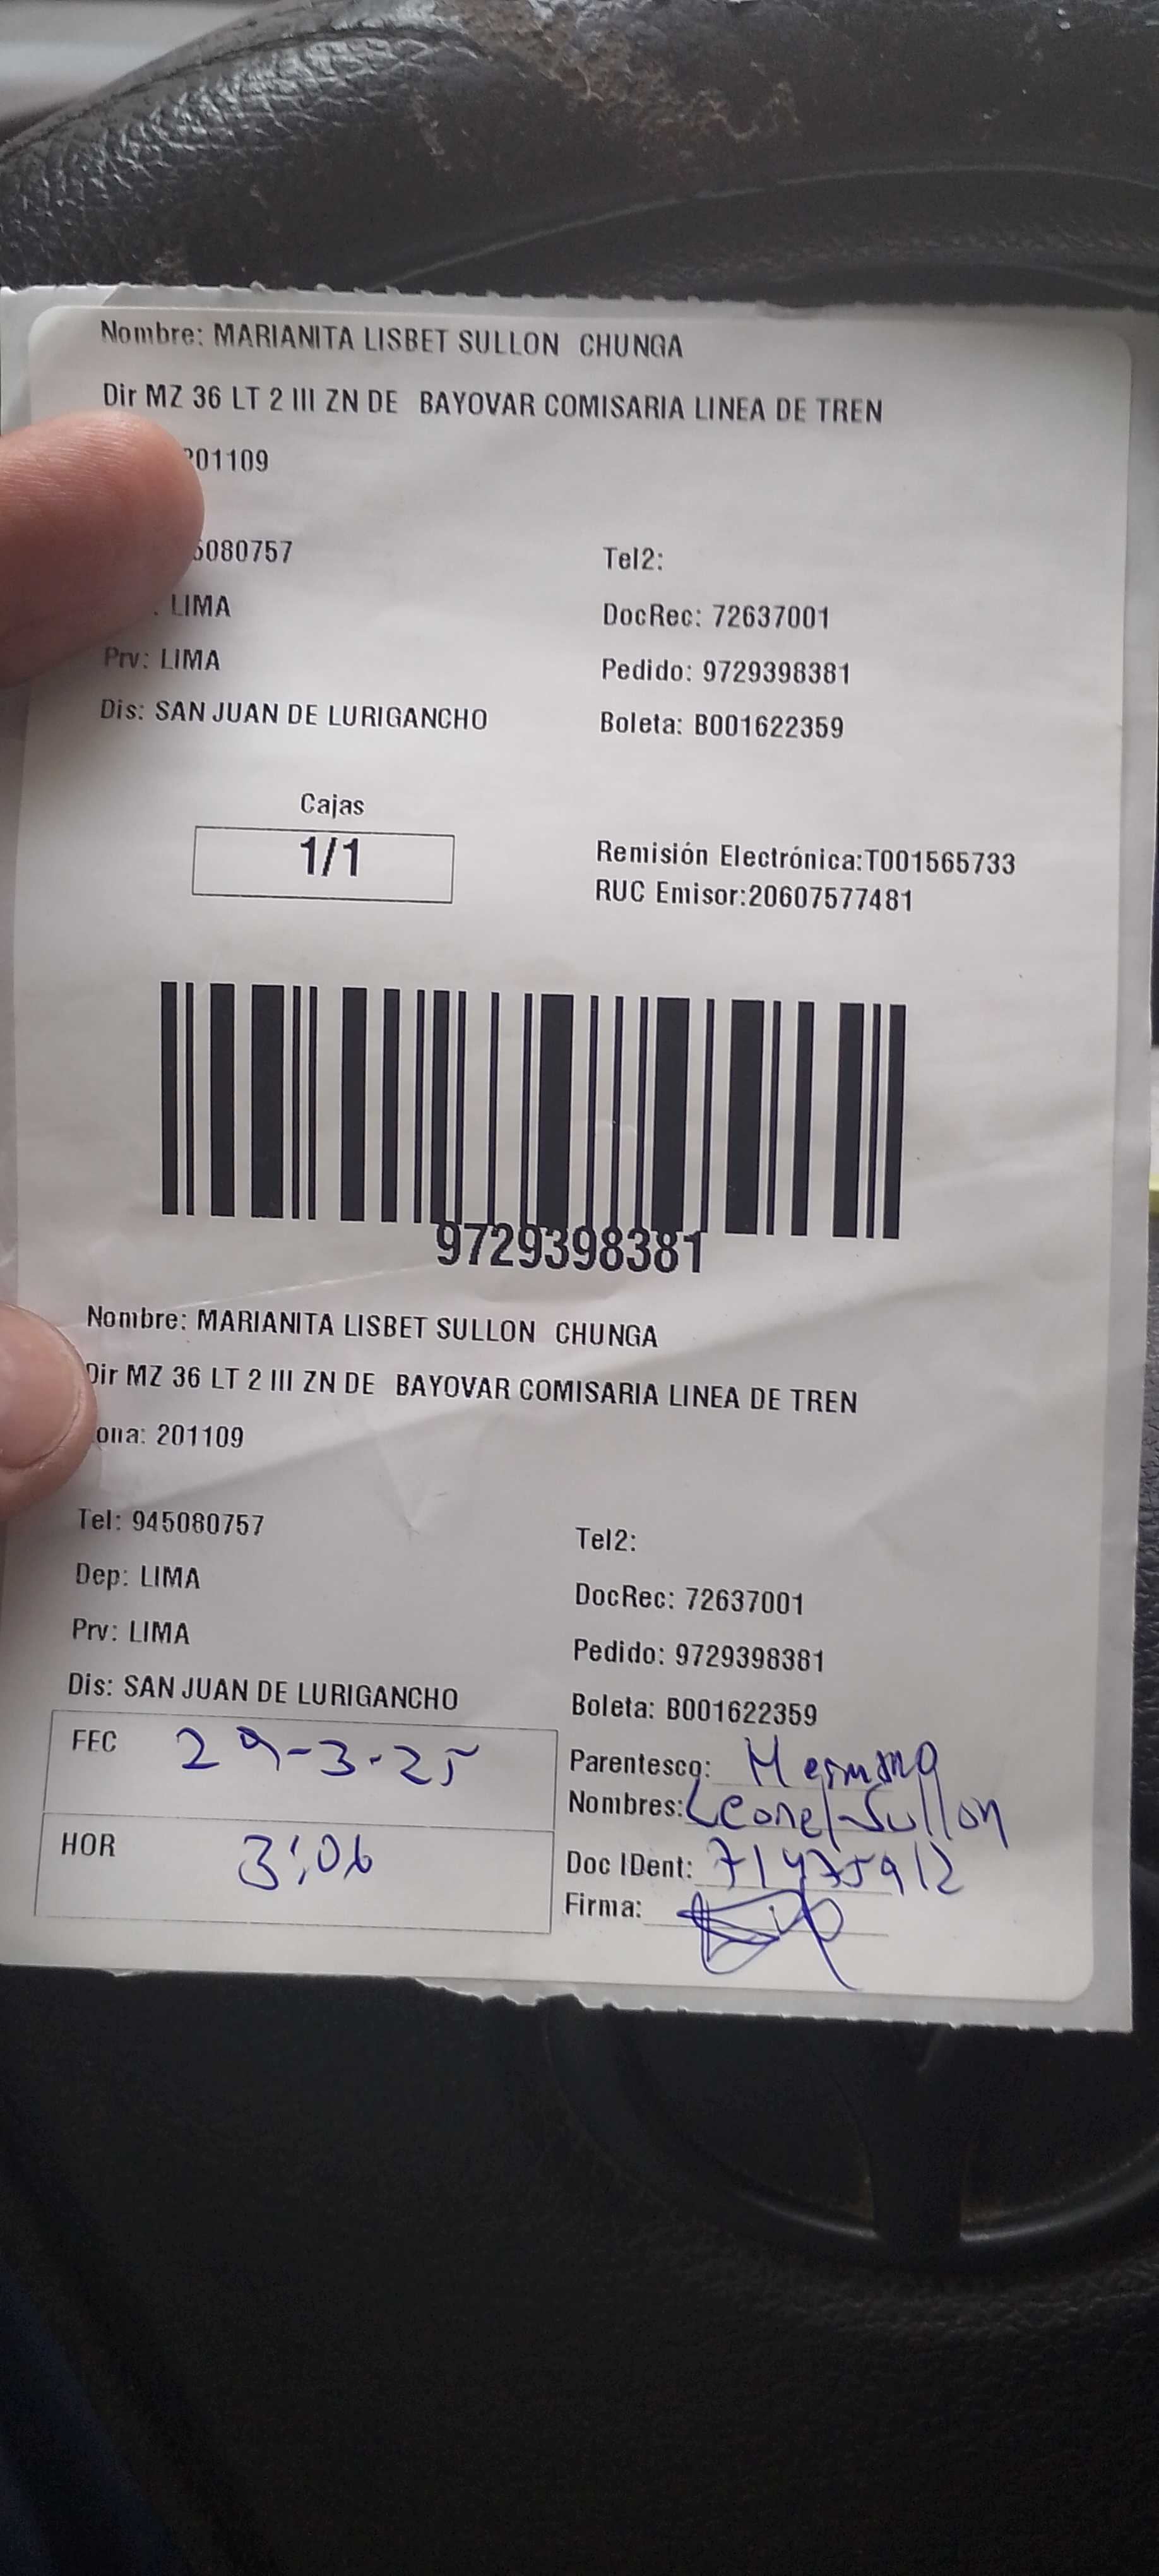 Nombre: MARIANITA LISBET SULLON CHUNGA
Dir MZ 36 LT 2 III ZN DE BAYOVAR COMISARIA LINEA DE TREN
201109
5080757 Tel2:
. LIMA DocRec: 72637001
Prv: LIMA Pedido: 9729398381
Dis: SAN JUAN DE LURIGANCHO Boleta: B001622359
Cajas
1/1
Remisión Electrónica:T001565733
RUC Emisor:20607577481
9729398381
Nombre: MARIANITA LISBET SULLON CHUNGA
Dir MZ 36 LT 2 III ZN DE BAYOVAR COMISARIA LINEA DE TREN
ona: 201109
Tel: 945080757 Tel2:
Dep: LIMA DocRec: 72637001
Prv: LIMA Pedido: 9729398381
Dis: SAN JUAN DE LURIGANCHO Boleta: B001622359
FEC 29-3-25 Parentesco: Hermano
Nombres: Leonel Sullon
HOR 3:06 Doc IDent: 71475912
Firma: